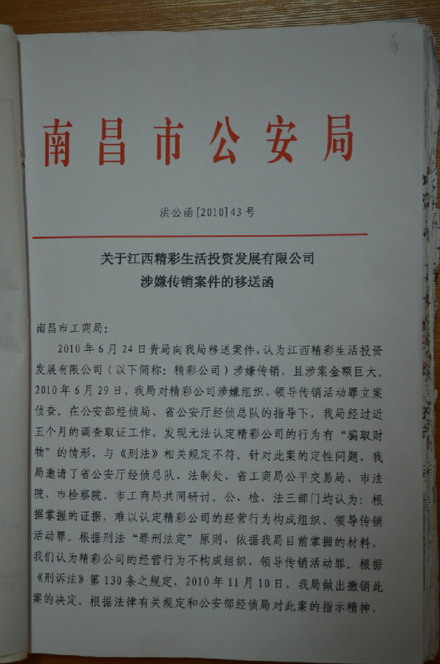 南昌市公安局
洪公函[2010]43号
关于江西精彩生活投资发展有限公司
涉嫌传销案件的移送函
南昌市工商局：
2010年6月24日贵局向我局移送案件，认为江西精彩生活投资
发展有限公司（以下简称：精彩公司）涉嫌传销，且涉案金额巨大。
2010年6月29日，我局对精彩公司涉嫌组织、领导传销活动罪立案
侦查。在公安部经侦局、省公安厅经侦总队的指导下，我局经过近
五个月的调查取证工作，发现无法认定精彩公司的行为有“骗取财
物”的情形，与《刑法》相关规定不符。针对此案的定性问题，我
局邀请了省公安厅经侦总队、法制处、省工商局公平交易局、市法
院、市检察院、市工商局共同研讨。公、检、法三部门均认为：根
据掌握的证据，难以认定精彩公司的经营行为构成组织、领导传销
活动罪。根据刑法“罪刑法定”原则，依据我局目前掌握的材料，
我们认为精彩公司的经营行为不构成组织、领导传销活动罪。根据
《刑诉法》第130条之规定，2010年11月10日，我局做出撤销此
案的决定。根据法律有关规定和公安部经侦局对此案的指示精神，